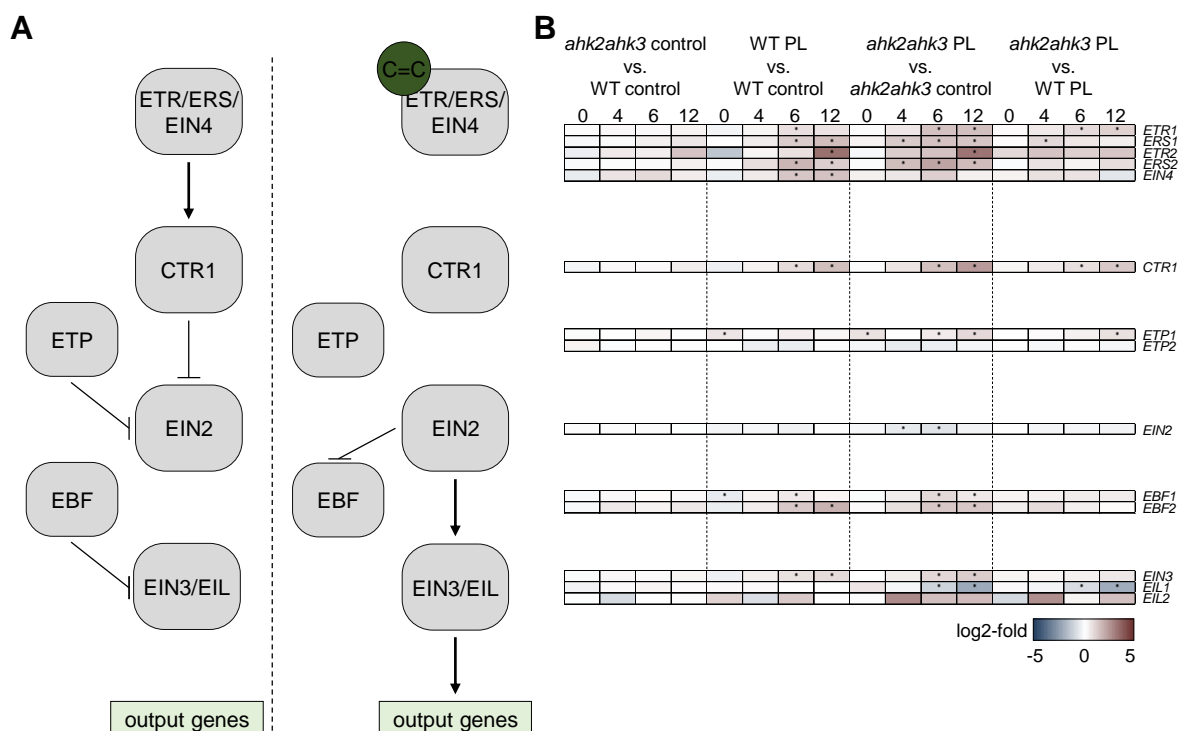 A
C=C
ETR/ERS/
EIN4
CTR1
ETP
EIN2
EBF
EIN3/EIL
output genes
ETR/ERS/
EIN4
CTR1
ETP
EIN2
EBF
EIN3/EIL
output genes
B
ahk2ahk3 control
vs.
WT control
WT PL
vs.
WT control
ahk2ahk3 PL
vs.
ahk2ahk3 control
ahk2ahk3 PL
vs.
WT PL
0 4 6 12 0 4 6 12 0 4 6 12 0 4 6 12
ETR1
ERS1
ETR2
ERS2
EIN4
CTR1
ETP1
ETP2
EIN2
EBF1
EBF2
EIN3
EIL1
EIL2
log2-fold
-5 0 5